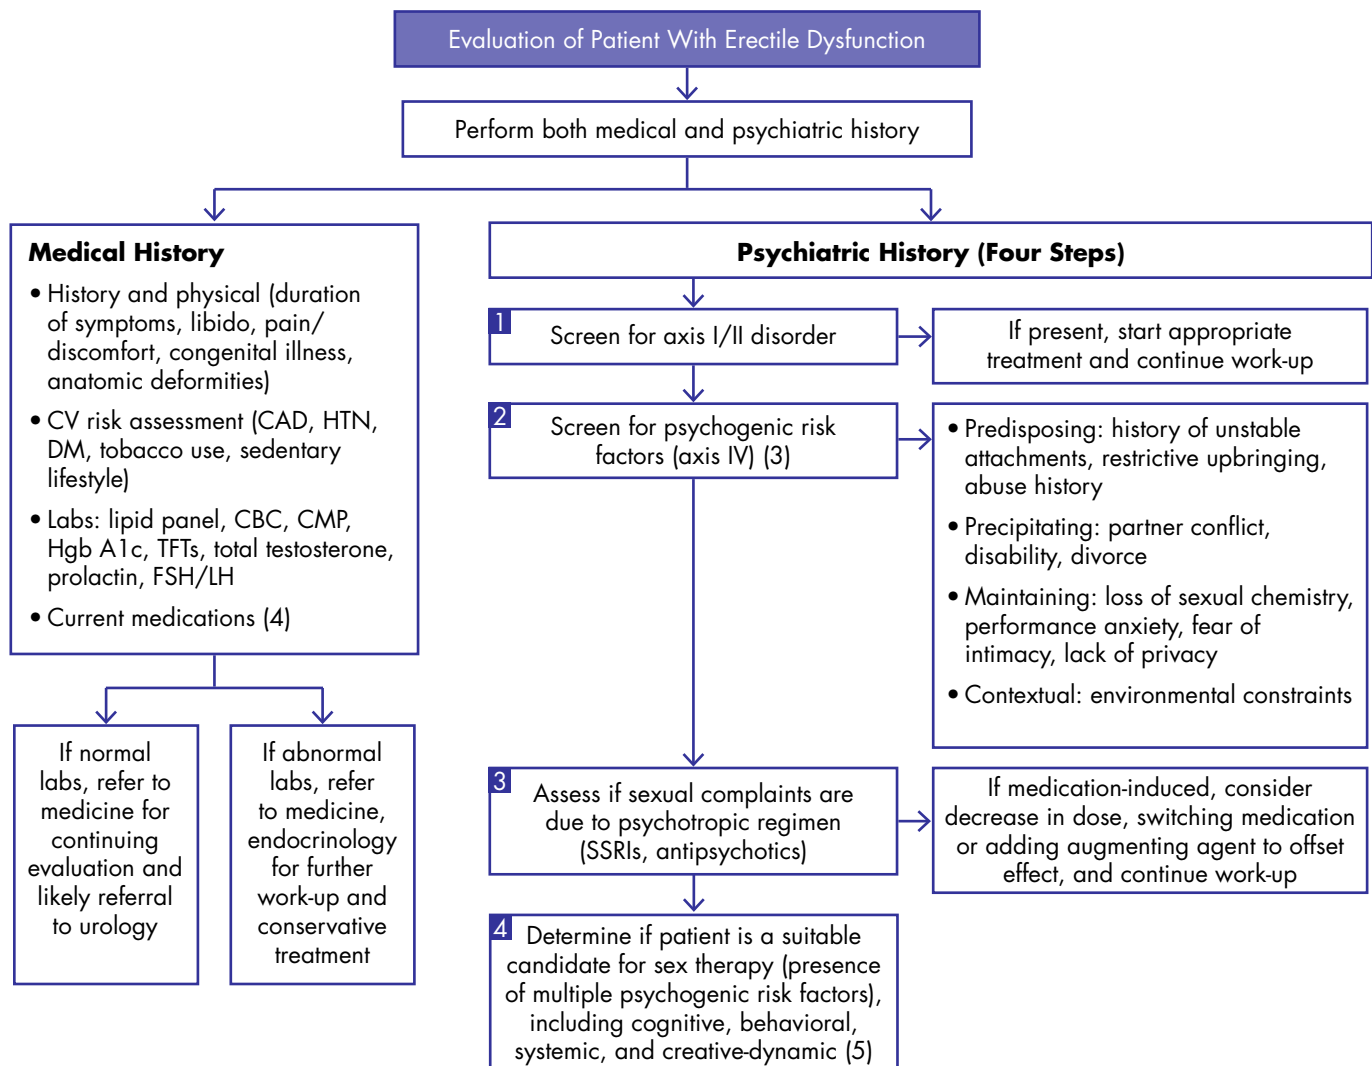 Evaluation of Patient With Erectile Dysfunction
Perform both medical and psychiatric history
Medical History
• History and physical (duration
of symptoms, libido, pain/
discomfort, congenital illness,
anatomic deformities)
• CV risk assessment (CAD, HTN,
DM, tobacco use, sedentary
lifestyle)
• Labs: lipid panel, CBC, CMP,
Hgb A1c, TFTs, total testosterone,
prolactin, FSH/LH
• Current medications (4)
If normal
labs, refer to
medicine for
continuing
evaluation and
likely referral
to urology
If abnormal
labs, refer
to medicine,
endocrinology
for further
work-up and
conservative
treatment
Psychiatric History (Four Steps)
1
Screen for axis I/II disorder
If present, start appropriate
treatment and continue work-up
2
Screen for psychogenic risk
factors (axis IV) (3)
• Predisposing: history of unstable
attachments, restrictive upbringing,
abuse history
• Precipitating: partner conflict,
disability, divorce
• Maintaining: loss of sexual chemistry,
performance anxiety, fear of
intimacy, lack of privacy
• Contextual: environmental constraints
3
Assess if sexual complaints are
due to psychotropic regimen
(SSRIs, antipsychotics)
If medication-induced, consider
decrease in dose, switching medication
or adding augmenting agent to offset
effect, and continue work-up
4
Determine if patient is a suitable
candidate for sex therapy (presence
of multiple psychogenic risk factors),
including cognitive, behavioral,
systemic, and creative-dynamic (5)